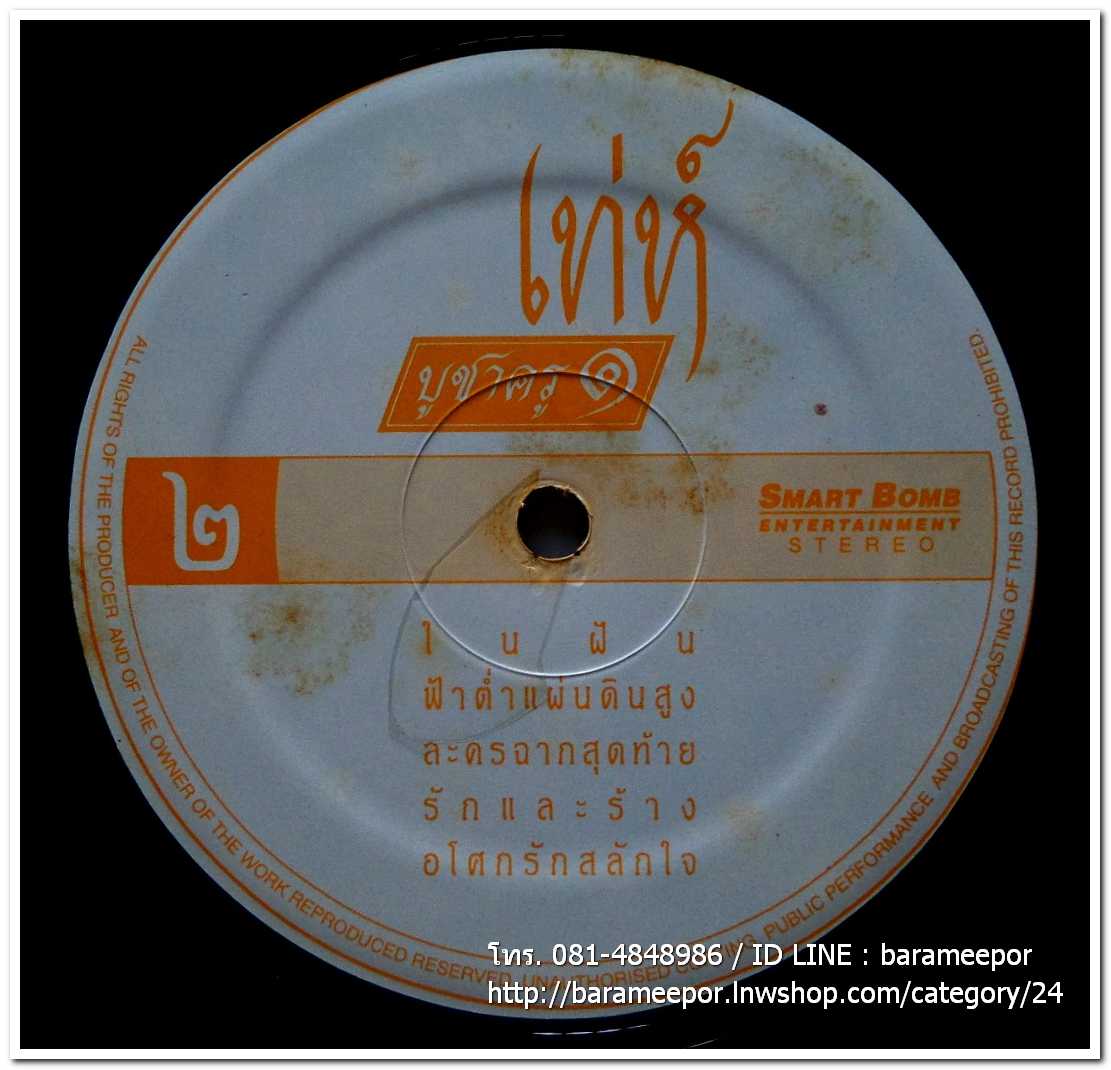 เท่ห์
บูชาครู ๑
๒
SMART BOMB
ENTERTAINMENT
STEREO
ในฝัน
ฟ้าต่ำแผ่นดินสูง
ละครฉากสุดท้าย
รักและร้าง
อโศกรักสลักใจ
ALL RIGHTS OF THE PRODUCER AND OF THE OWNER OF THE WORK REPRODUCED RESERVED. UNAUTHORISED COPYING, PUBLIC PERFORMANCE AND BROADCASTING OF THIS RECORD PROHIBITED.
โทร. 081-4848986 / ID LINE : barameepor
http://barameepor.lnwshop.com/category/24